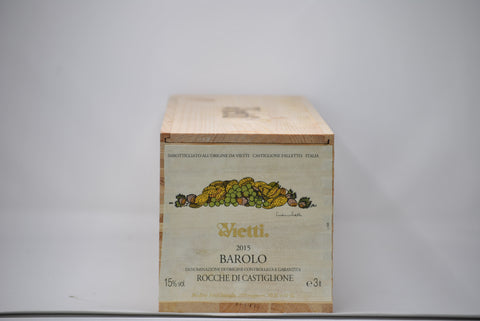 IMBOTTIGLIATO ALL'ORIGINE DA VIETTI · CASTIGLIONE FALLETTO · ITALIA
Vietti.
2015
BAROLO
DENOMINAZIONE DI ORIGINE CONTROLLATA E GARANTITA
ROCCHE DI CASTIGLIONE
15% vol
e 3 l